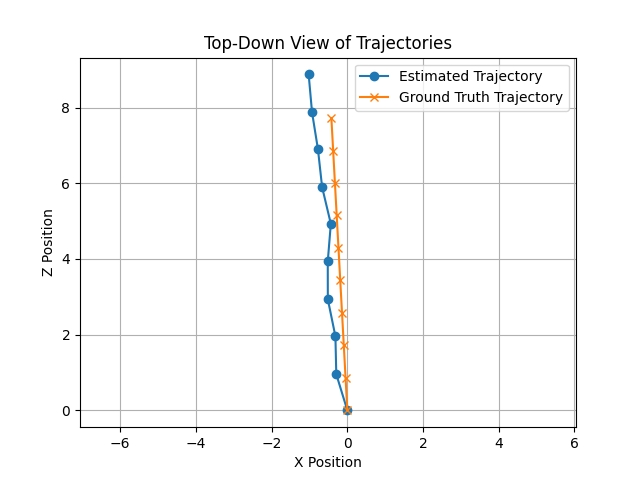 Top-Down View of Trajectories
Estimated Trajectory
Ground Truth Trajectory
8
6
4
2
0
Z Position
−6 −4 −2 0 2 4 6
X Position